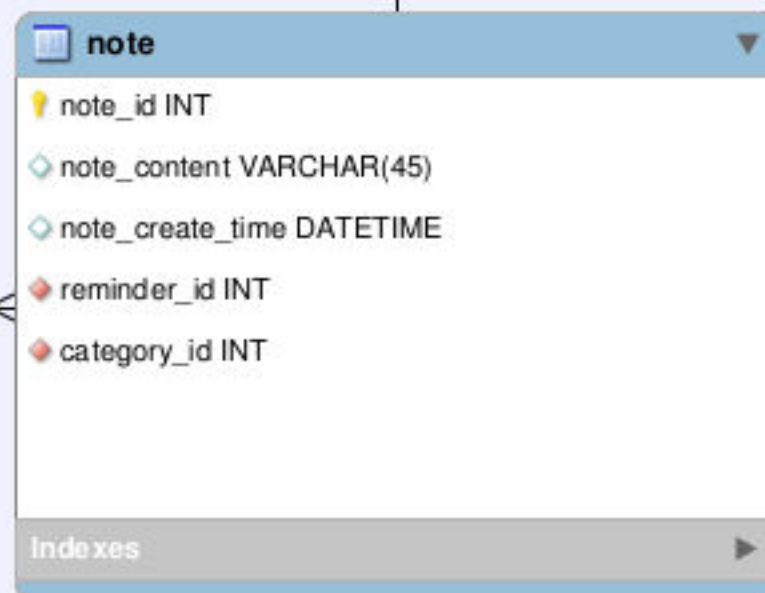 note
note_id INT
note_content VARCHAR(45)
note_create_time DATETIME
reminder_id INT
category_id INT
Indexes